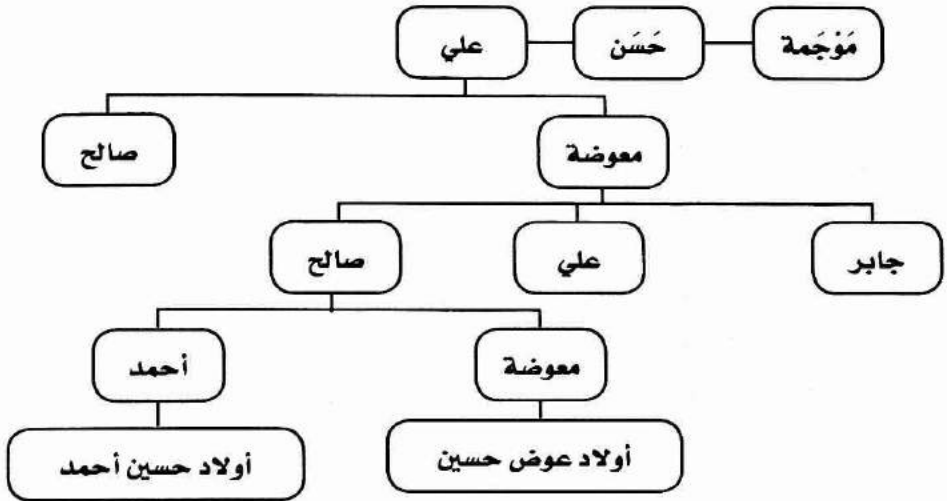 مَوْجَمة
حَسَن
علي
معوضة
صالح
جابر
علي
صالح
معوضة
أحمد
أولاد عوض حسين
أولاد حسين أحمد